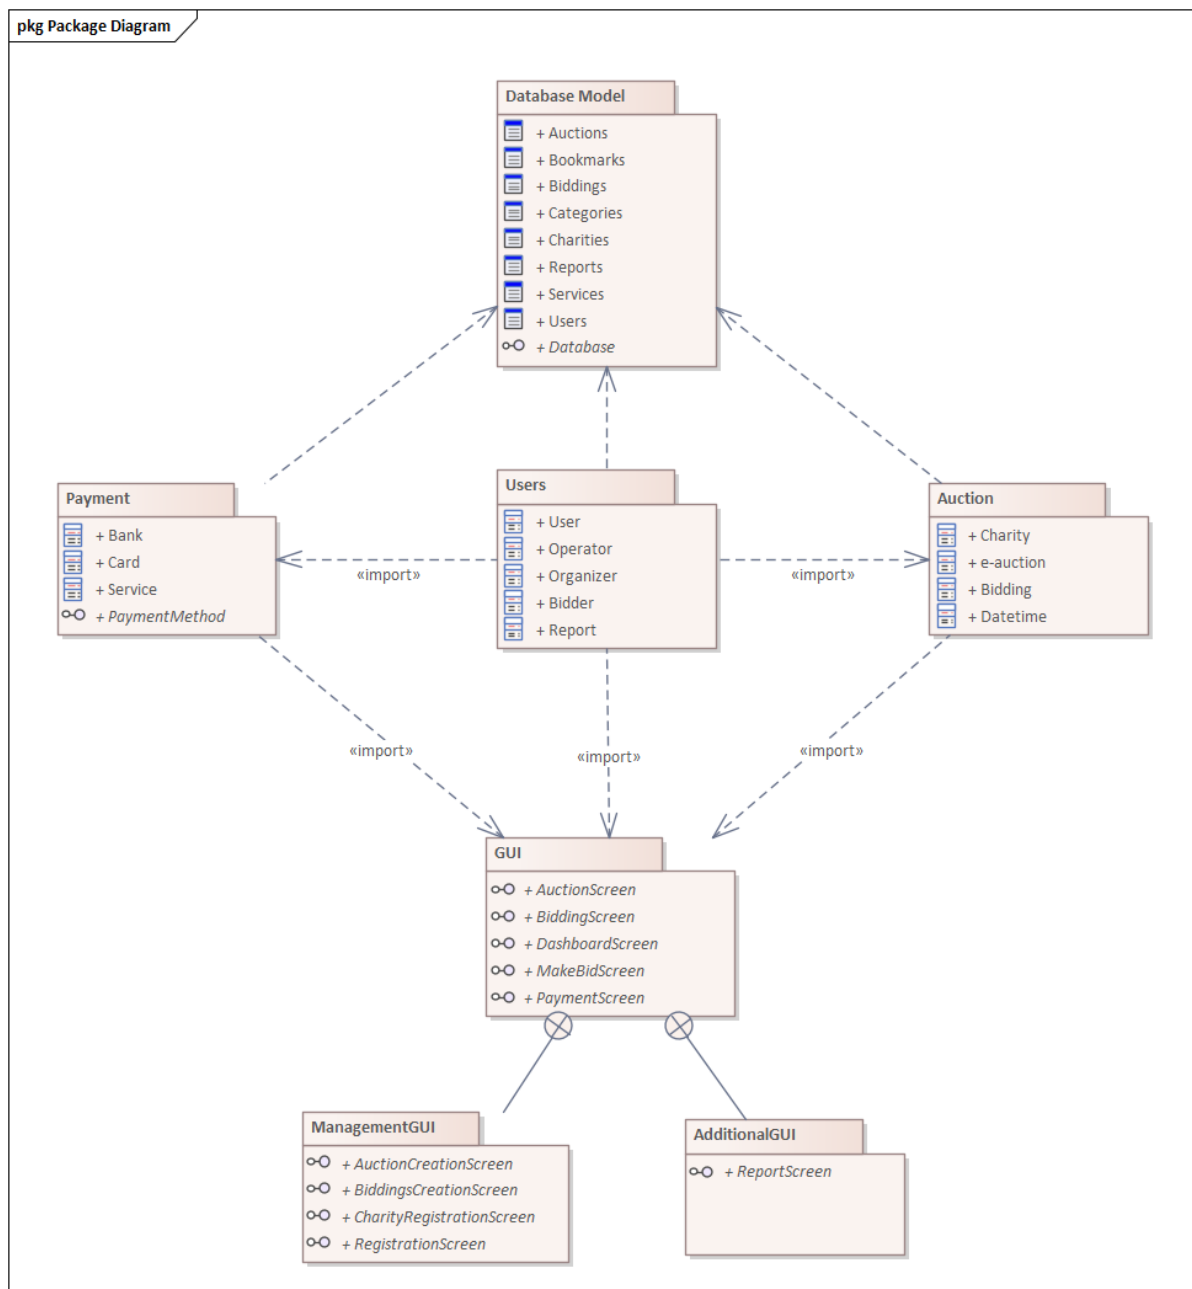 pkg Package Diagram
Database Model
+ Auctions
+ Bookmarks
+ Biddings
+ Categories
+ Charities
+ Reports
+ Services
+ Users
+ Database
Payment
+ Bank
+ Card
+ Service
+ PaymentMethod
«import»
Users
+ User
+ Operator
+ Organizer
+ Bidder
+ Report
«import»
Auction
+ Charity
+ e-auction
+ Bidding
+ Datetime
«import»
«import»
«import»
GUI
+ AuctionScreen
+ BiddingScreen
+ DashboardScreen
+ MakeBidScreen
+ PaymentScreen
ManagementGUI
+ AuctionCreationScreen
+ BiddingsCreationScreen
+ CharityRegistrationScreen
+ RegistrationScreen
AdditionalGUI
+ ReportScreen